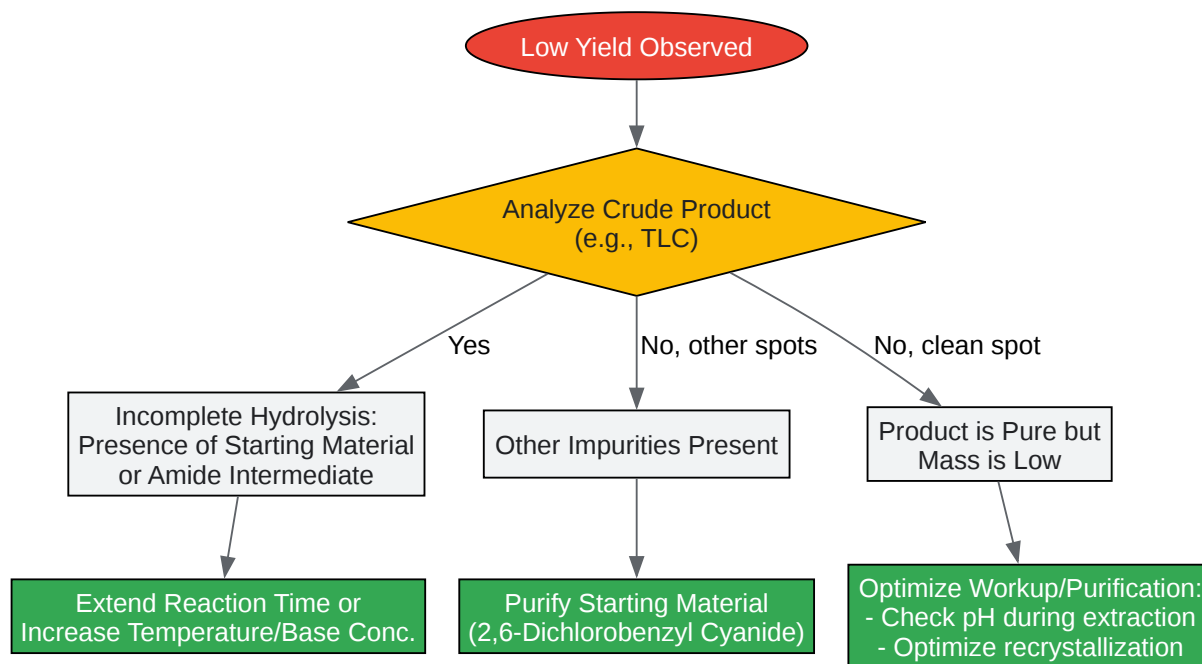 Low Yield Observed
Analyze Crude Product
(e.g., TLC)
Yes
No, other spots
No, clean spot
Incomplete Hydrolysis:
Presence of Starting Material
or Amide Intermediate
Other Impurities Present
Product is Pure but
Mass is Low
Extend Reaction Time or
Increase Temperature/Base Conc.
Purify Starting Material
(2,6-Dichlorobenzyl Cyanide)
Optimize Workup/Purification:
- Check pH during extraction
- Optimize recrystallization